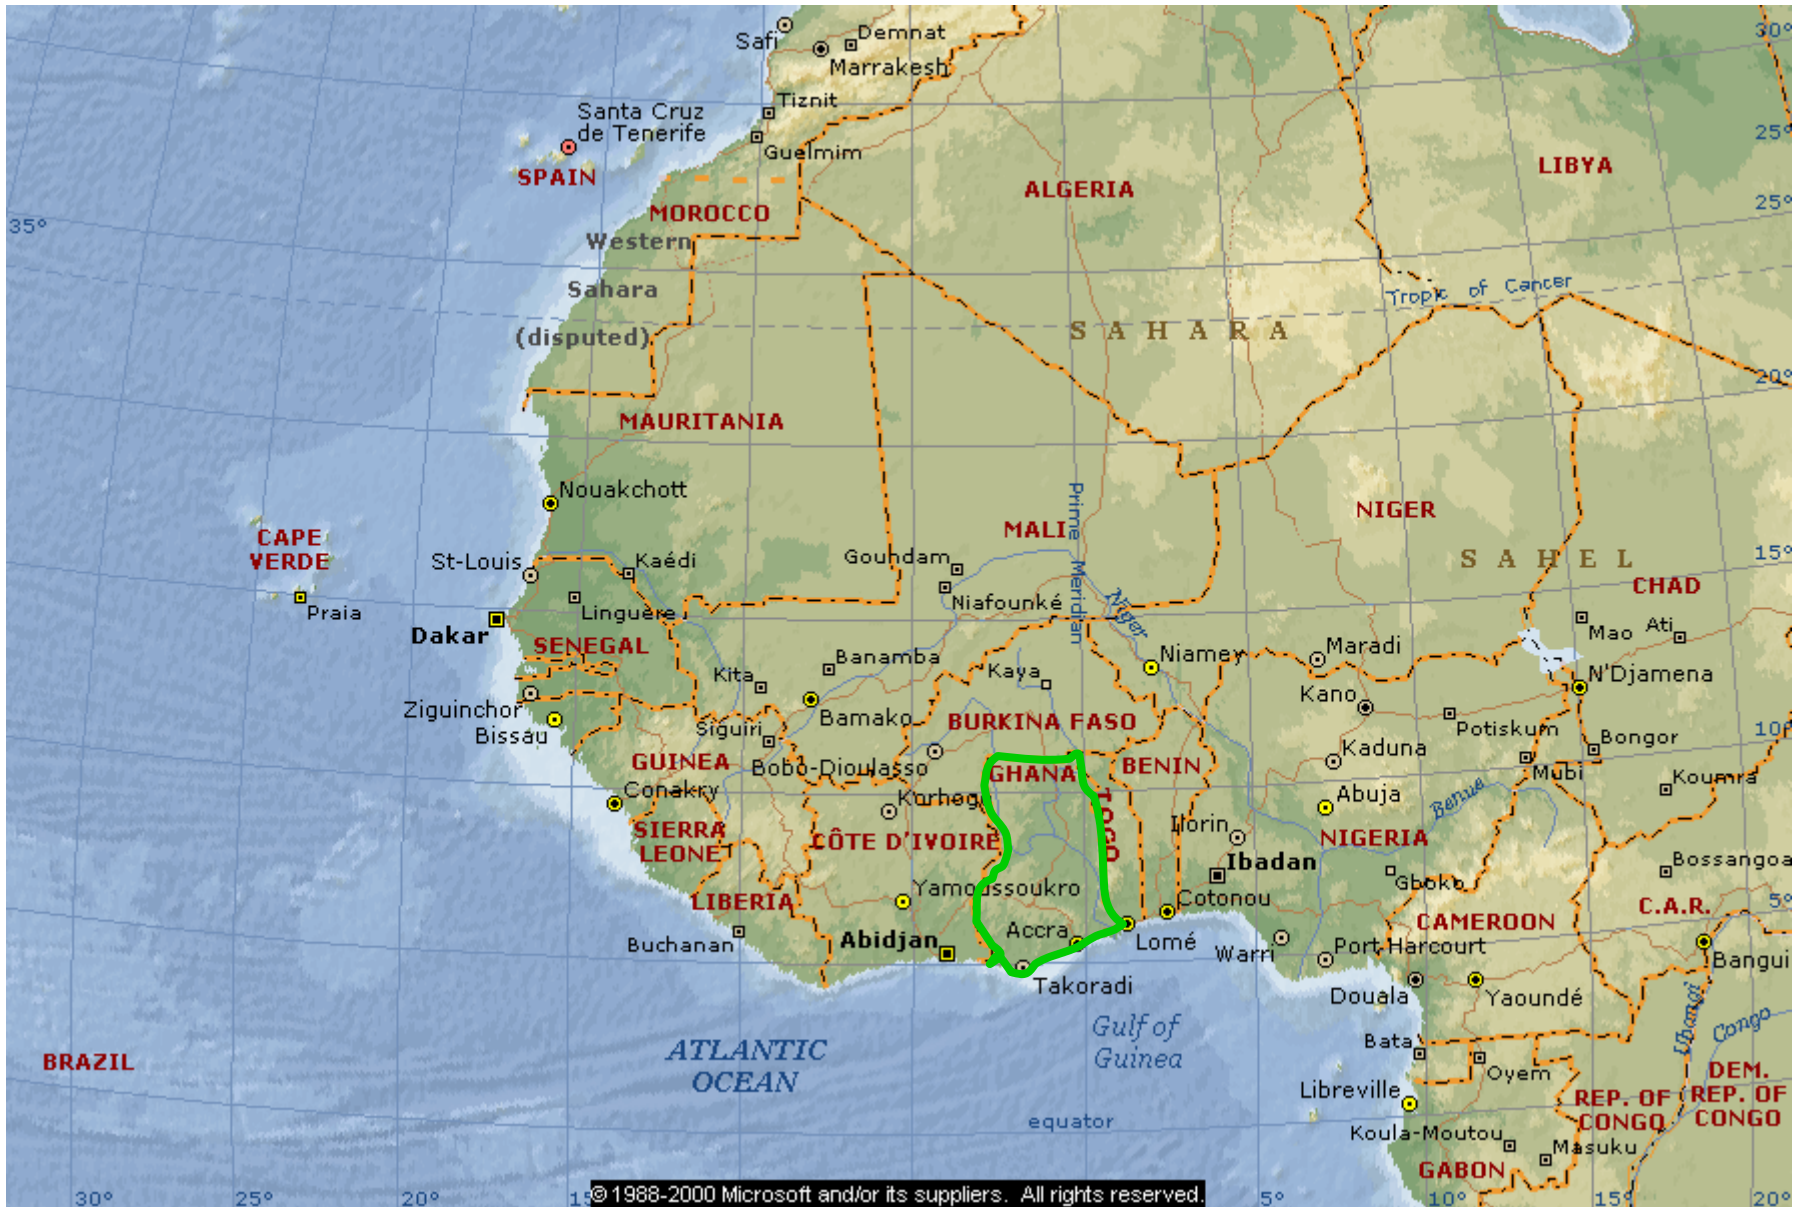 Safi
Demnat
Marrakesh
30°
Tiznit
Santa Cruz
de Tenerife
Guelmim
25°
SPAIN
LIBYA
ALGERIA
MOROCCO
25°
35°
Western
Sahara
(disputed)
Tropic of Cancer
SAHARA
20°
MAURITANIA
Nouakchott
Prime Meridian
MALI
NIGER
CAPE
VERDE
St-Louis
Kaédi
Gouhdam
SAHEL
15°
CHAD
Praia
Linguère
Niafounké
Niger
Dakar
SENEGAL
Mao
Ati
Banamba
Kaya
Niamey
Maradi
Kita
N'Djamena
Ziguinchor
Bissau
Bamako
BURKINA FASO
Kano
Siguiri
Potiskum
10°
Bongor
GUINEA
Bobo-Dioulasso
GHANA
BENIN
Kaduna
Mubi
Koumra
Conakry
Korhog
TOGO
Abuja
Benue
SIERRA
LEONE
CÔTE D'IVOIRE
Ilorin
NIGERIA
Ibadan
Bossangoa
Yamoussoukro
Gboko
LIBERIA
Cotonou
CAMEROON
C.A.R.
5°
Buchanan
Abidjan
Accra
Lomé
Warri
Port Harcourt
Bangui
Takoradi
Douala
Yaoundé
Ubangi
Congo
Gulf of
Guinea
ATLANTIC
OCEAN
Bata
BRAZIL
Oyem
DEM.
REP. OF
CONGO
Libreville
REP. OF
CONGO
equator
Koula-Moutou
Masuku
GABON
30°
25°
20°
15
5°
10°
15°
20°
© 1988-2000 Microsoft and/or its suppliers. All rights reserved.